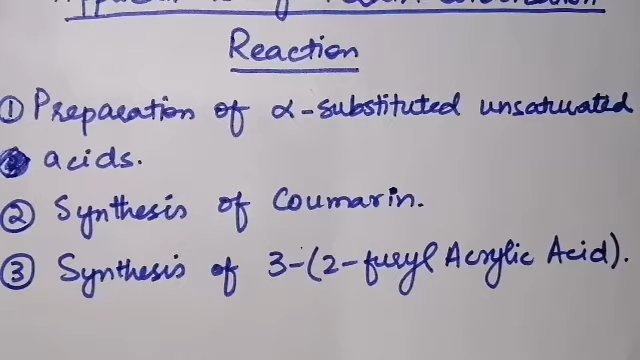 of
Reaction
① Preparation of α-substituted unsaturated
acids.
② Synthesis of Coumarin.
③ Synthesis of 3-(2-furyl Acrylic Acid).